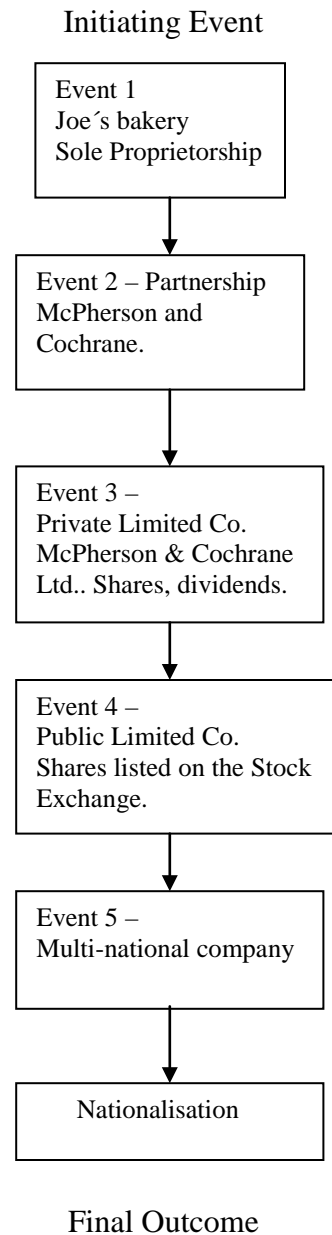 Initiating Event
Event 1
Joe´s bakery
Sole Proprietorship
Event 2 – Partnership
McPherson and
Cochrane.
Event 3 –
Private Limited Co.
McPherson & Cochrane
Ltd.. Shares, dividends.
Event 4 –
Public Limited Co.
Shares listed on the Stock
Exchange.
Event 5 –
Multi-national company
Nationalisation
Final Outcome